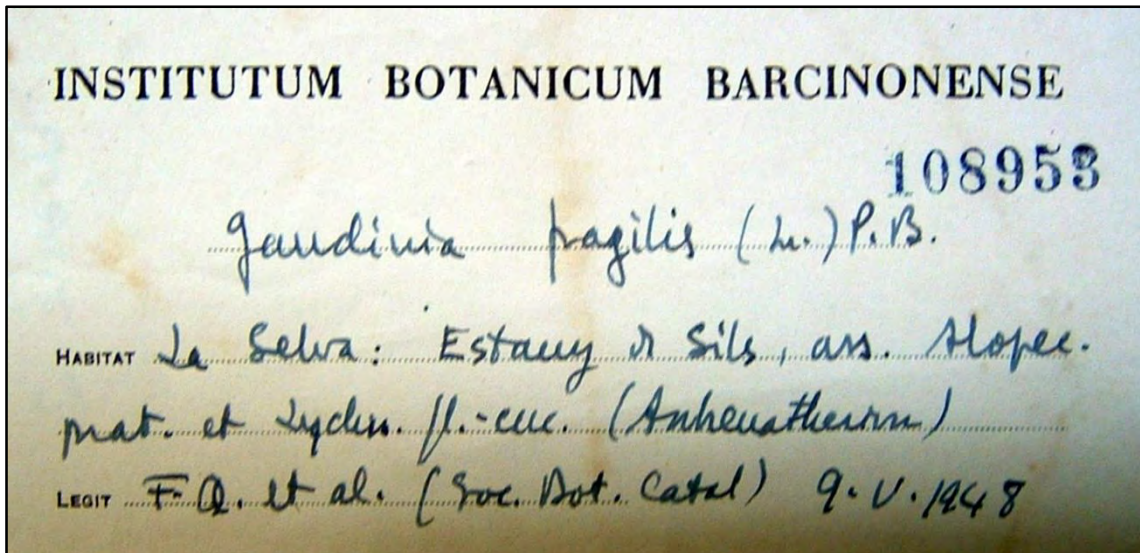 INSTITUTUM BOTANICUM BARCINONENSE
108953
Gaudinia fragilis (L.) P.B.
HABITAT La Selva: Estany de Sils, ass. Alopec.
prat. et Lychn. fl.-cuc. (Arrhenatherion)
LEGIT F.Q. et al. (Soc. Bot. Catal) 9.V.1948